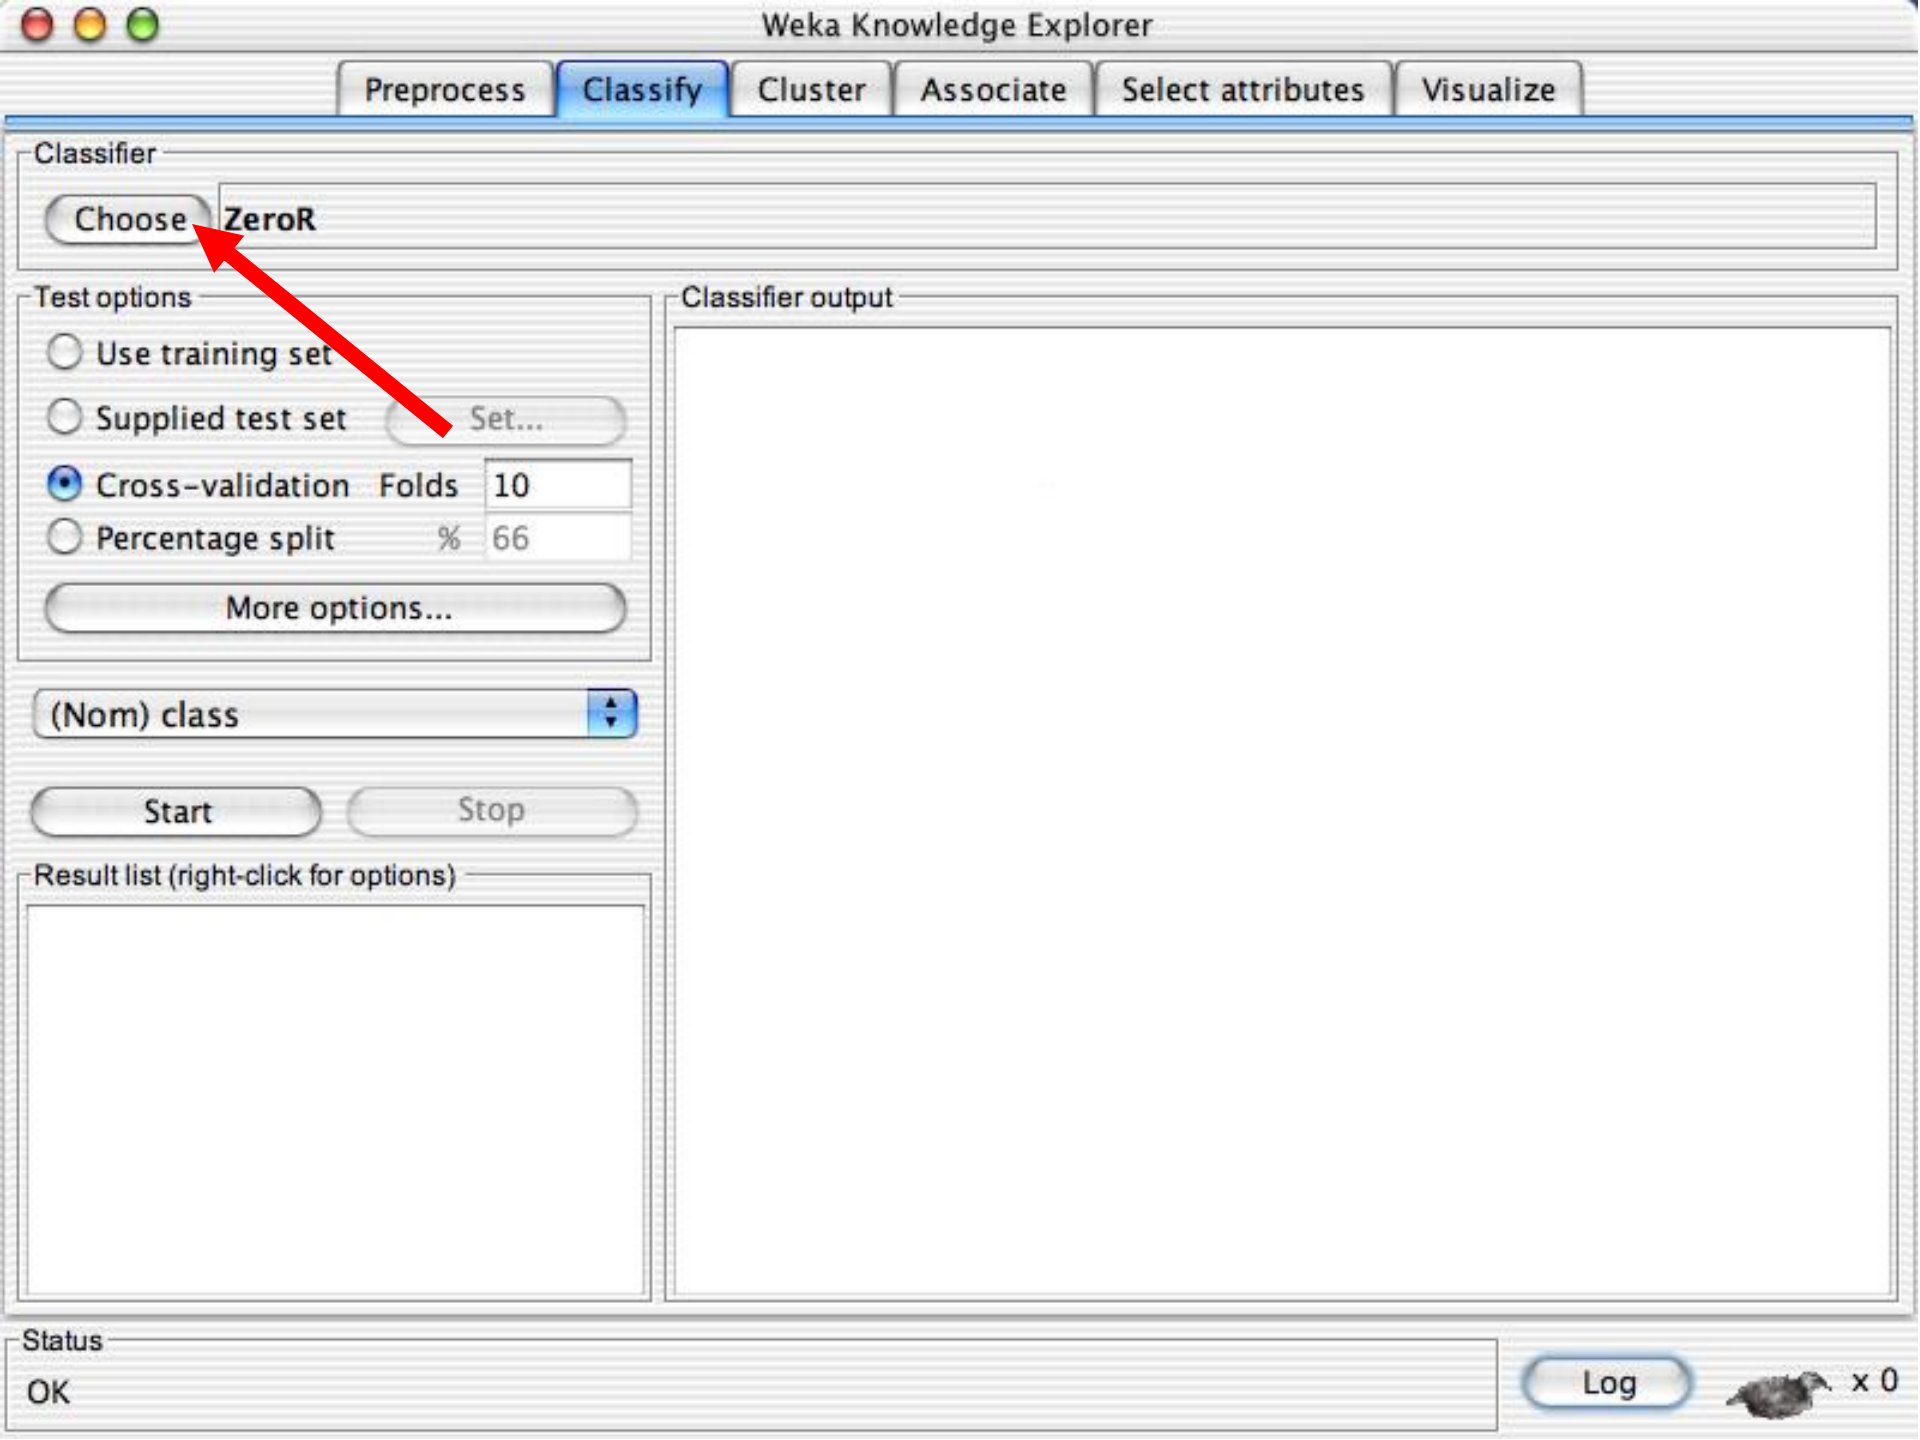 Weka Knowledge Explorer
Preprocess Classify Cluster Associate Select attributes Visualize
Classifier
Choose ZeroR
Test options
Use training set
Supplied test set Set...
Cross-validation Folds 10
Percentage split % 66
More options...
(Nom) class
Start Stop
Result list (right-click for options)
Classifier output
Status
OK
Log x 0